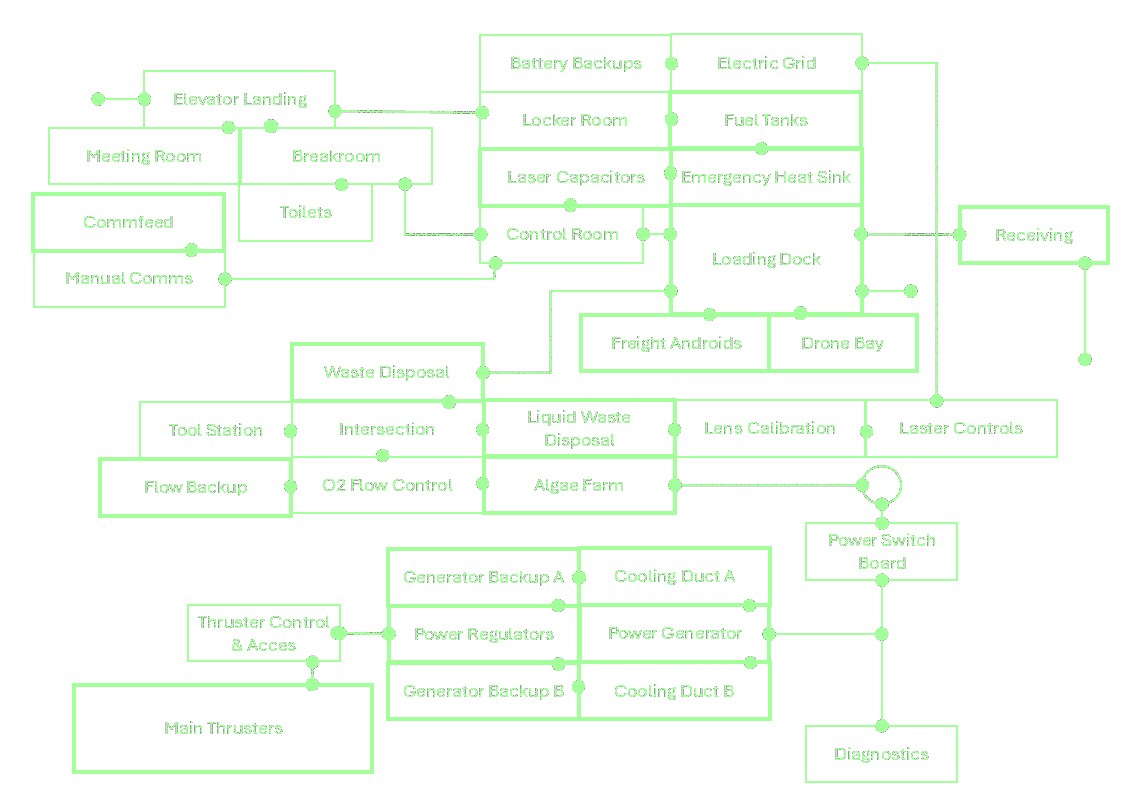 Battery Backups
Electric Grid
Elevator Landing
Locker Room
Fuel Tanks
Meeting Room
Breakroom
Laser Capacitors
Emergency Heat Sink
Commfeed
Toilets
Control Room
Receiving
Loading Dock
Manual Comms
Freight Androids
Drone Bay
Waste Disposal
Tool Station
Intersection
Liquid Waste
Disposal
Lens Calibration
Laster Controls
Flow Backup
O2 Flow Control
Algae Farm
Power Switch
Board
Generator Backup A
Cooling Duct A
Thruster Control
& Acces
Power Regulators
Power Generator
Generator Backup B
Cooling Duct B
Main Thrusters
Diagnostics